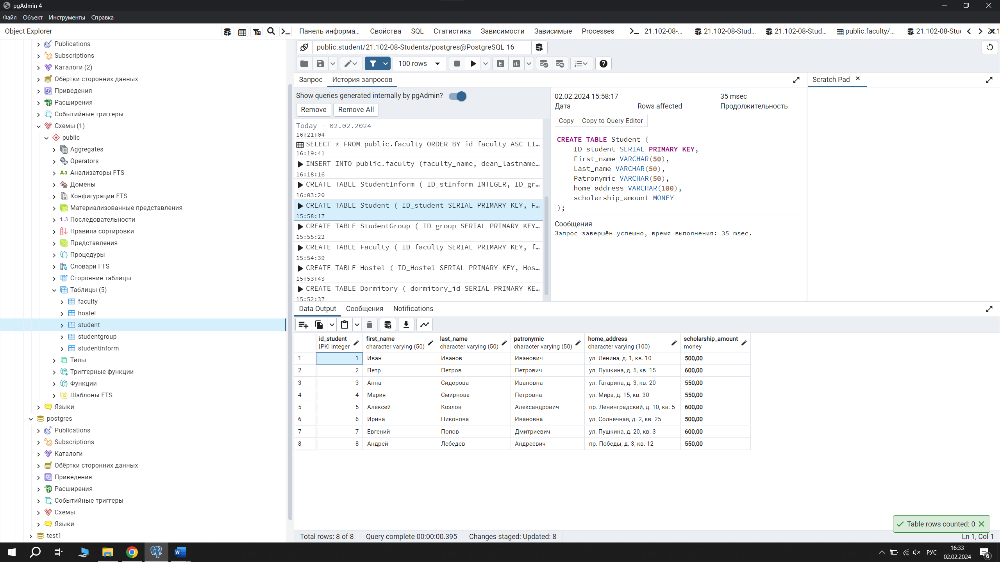 pgAdmin 4
Файл Объект Инструменты Справка
Object Explorer
Панель информа... Свойства SQL Статистика Зависимости Зависимые Processes 21.102-08-... 21.102-08-Stud... 21.102-08-Stud... public.faculty/...
Publications
Subscriptions
Каталоги (2)
Обёртки сторонних данных
Приведения
Расширения
Событийные триггеры
Схемы (1)
public
Aggregates
Operators
Aa Анализаторы FTS
Домены
Конфигурации FTS
Материализованные представления
1..3 Последовательности
Правила сортировки
Представления
Процедуры
Словари FTS
Сторонние таблицы
Таблицы (5)
faculty
hostel
student
studentgroup
studentinform
Типы
Триггерные функции
Функции
Шаблоны FTS
Языки
postgres
Publications
Subscriptions
Каталоги
Обёртки сторонних данных
Приведения
Расширения
Событийные триггеры
Схемы
Языки
test1
public.student/21.102-08-Students/postgres@PostgreSQL 16
100 rows
Запрос История запросов
Scratch Pad
Show queries generated internally by pgAdmin?
Remove Remove All
Today - 02.02.2024
16:21:04
SELECT * FROM public.faculty ORDER BY id_faculty ASC LI...
16:19:41
INSERT INTO public.faculty (faculty_name, dean_lastname...
16:18:16
CREATE TABLE StudentInform ( ID_stInform INTEGER, ID_gr...
16:03:20
CREATE TABLE Student ( ID_student SERIAL PRIMARY KEY, F...
15:58:17
CREATE TABLE StudentGroup ( ID_group SERIAL PRIMARY KEY...
15:55:22
CREATE TABLE Faculty ( ID_faculty SERIAL PRIMARY KEY, f...
15:54:39
CREATE TABLE Hostel ( ID_Hostel SERIAL PRIMARY KEY, Hos...
15:53:43
CREATE TABLE Dormitory ( dormitory_id SERIAL PRIMARY KE...
15:52:37
02.02.2024 15:58:17 35 msec
Дата Rows affected Продолжительность
Copy Copy to Query Editor
CREATE TABLE Student (
ID_student SERIAL PRIMARY KEY,
First_name VARCHAR(50),
Last_name VARCHAR(50),
Patronymic VARCHAR(50),
home_address VARCHAR(100),
scholarship_amount MONEY
);
Сообщения
Запрос завершён успешно, время выполнения: 35 msec.
Data Output Сообщения Notifications
id_student first_name last_name patronymic home_address scholarship_amount
[PK] integer character varying (50) character varying (50) character varying (50) character varying (100) money
1 1 Иван Иванов Иванович ул. Ленина, д. 1, кв. 10 500,00
2 2 Петр Петров Петрович ул. Пушкина, д. 5, кв. 15 600,00
3 3 Анна Сидорова Ивановна ул. Гагарина, д. 3, кв. 20 550,00
4 4 Мария Смирнова Петровна ул. Мира, д. 15, кв. 30 550,00
5 5 Алексей Козлов Александрович пр. Ленинградский, д. 10, кв. 5 600,00
6 6 Ирина Никонова Ивановна ул. Солнечная, д. 2, кв. 25 500,00
7 7 Евгений Попов Дмитриевич ул. Пушкина, д. 20, кв. 3 600,00
8 8 Андрей Лебедев Андреевич пр. Победы, д. 3, кв. 12 550,00
Table rows counted: 0
Total rows: 8 of 8 Query complete 00:00:00.395 Changes staged: Updated: 8 Ln 1, Col 1
РУС 16:33
02.02.2024
6